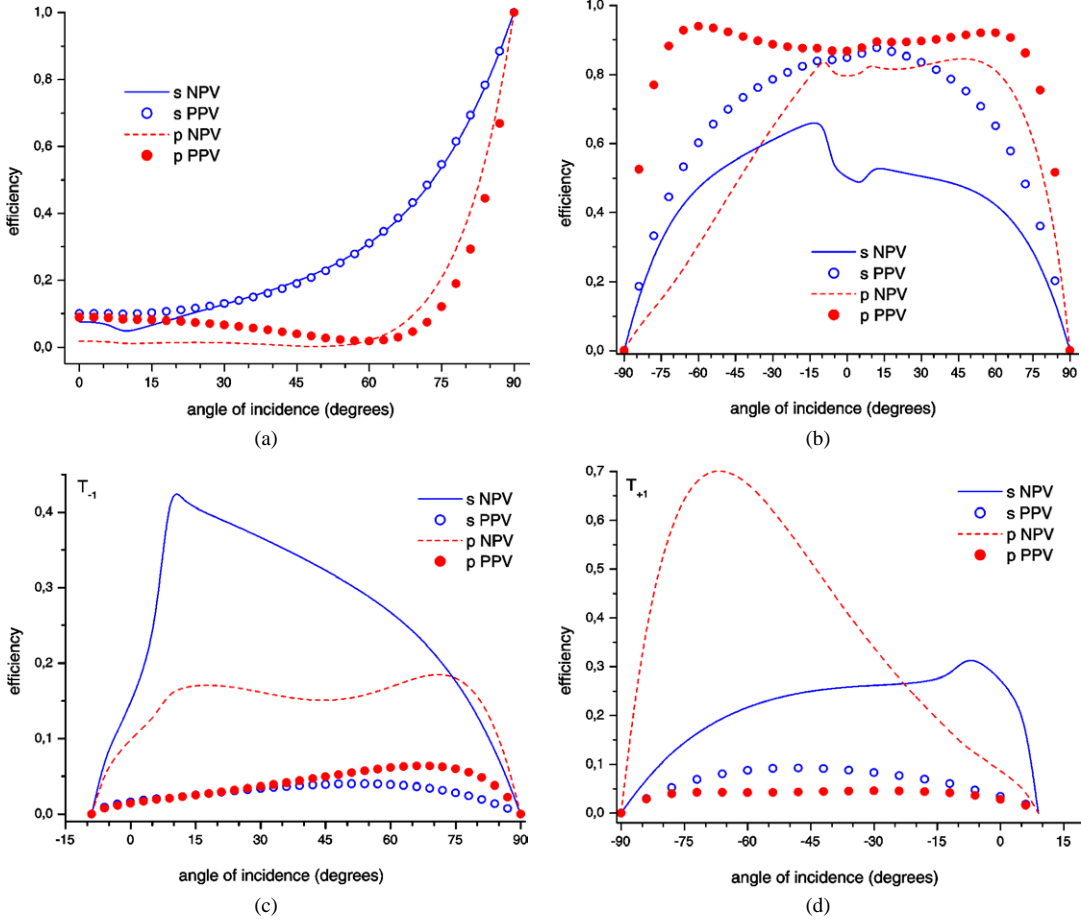 1,0
0,8
0,6
0,4
0,2
0,0
efficiency
s NPV
s PPV
p NPV
p PPV
0 15 30 45 60 75 90
angle of incidence (degrees)
(a)
1,0
0,8
0,6
0,4
0,2
0,0
efficiency
s NPV
s PPV
p NPV
p PPV
-90 -75 -60 -45 -30 -15 0 15 30 45 60 75 90
angle of incidence (degrees)
(b)
T-1
0,4
0,3
0,2
0,1
0,0
efficiency
s NPV
s PPV
p NPV
p PPV
-15 0 15 30 45 60 75 90
angle of incidence (degrees)
(c)
T+1
0,7
0,6
0,5
0,4
0,3
0,2
0,1
0,0
efficiency
s NPV
s PPV
p NPV
p PPV
-90 -75 -60 -45 -30 -15 0 15
angle of incidence (degrees)
(d)